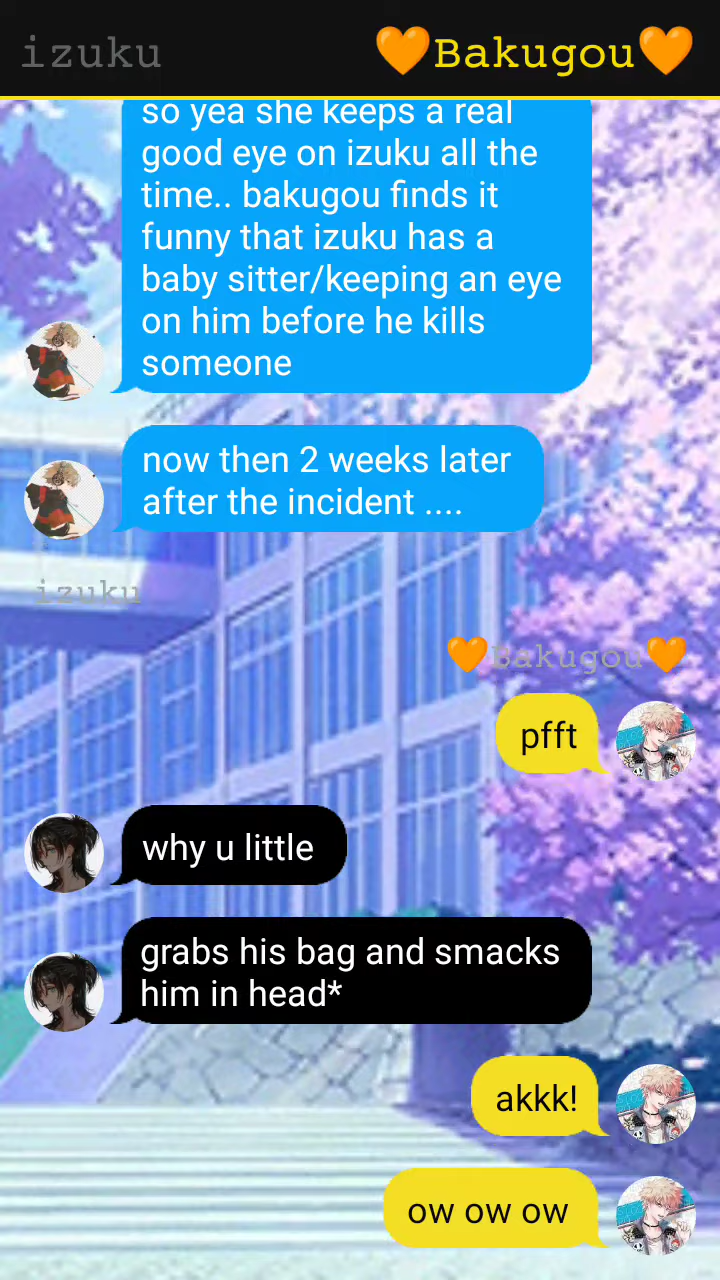 izuku
🧡Bakugou🧡
so yea she keeps a real
good eye on izuku all the
time.. bakugou finds it
funny that izuku has a
baby sitter/keeping an eye
on him before he kills
someone
now then 2 weeks later
after the incident ....
izuku
🧡Bakugou🧡
pfft
why u little
grabs his bag and smacks
him in head*
akkk!
ow ow ow